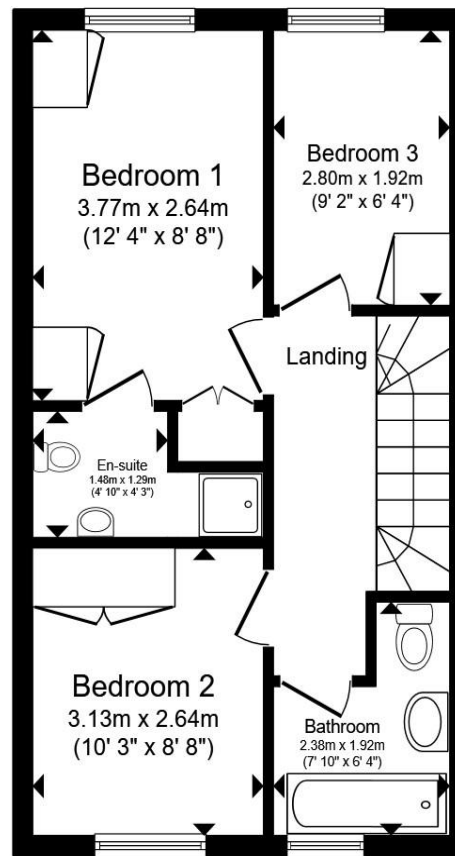 Bedroom 1
3.77m x 2.64m
(12' 4" x 8' 8")
Bedroom 3
2.80m x 1.92m
(9' 2" x 6' 4")
Landing
En-suite
1.48m x 1.29m
(4' 10" x 4' 3")
Bedroom 2
3.13m x 2.64m
(10' 3" x 8' 8")
Bathroom
2.38m x 1.92m
(7' 10" x 6' 4")